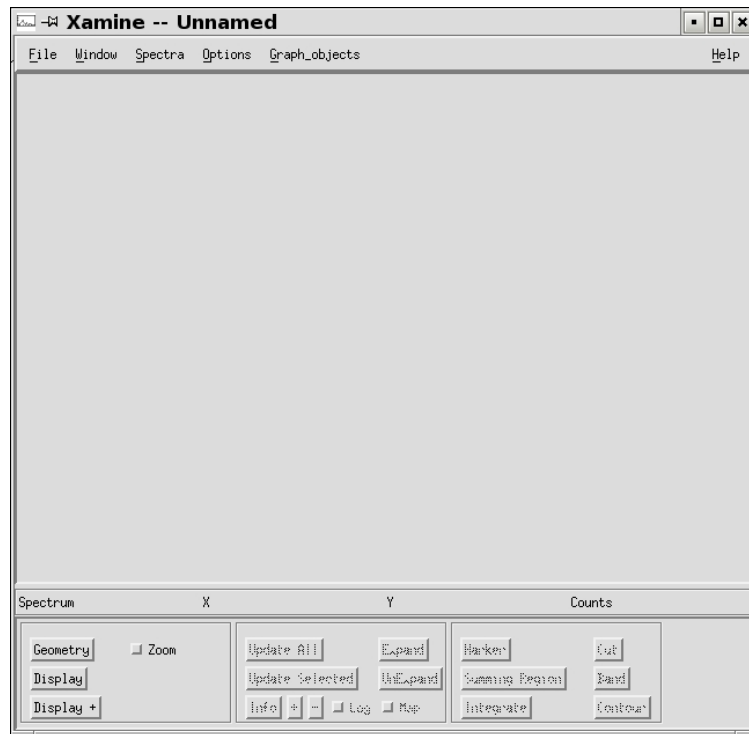 Xamine -- Unnamed
File Window Spectra Options Graph_objects Help
Spectrum X Y Counts
Geometry Zoom Update All Expand Marker Cut
Display Update Selected UnExpand Summing Region Band
Display + Info + - Log Map Integrate Contour